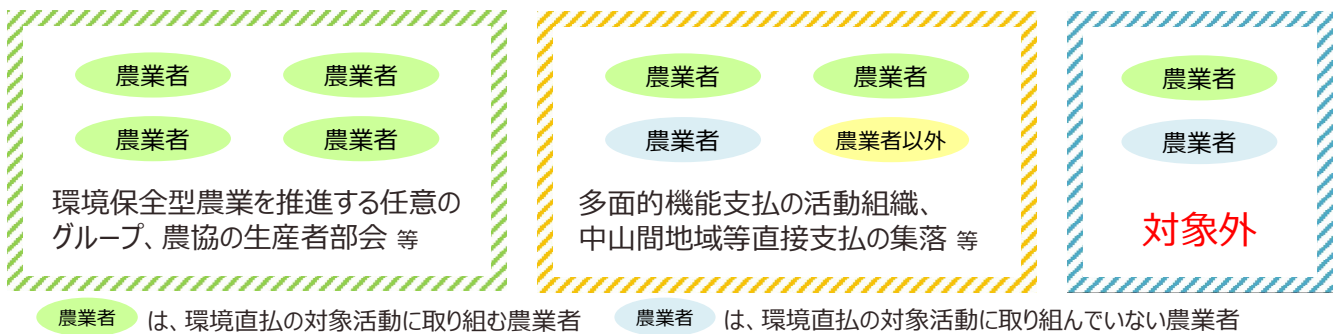 農業者 農業者
農業者 農業者
環境保全型農業を推進する任意の
グループ、農協の生産者部会 等
農業者 農業者
農業者 農業者以外
多面的機能支払の活動組織、
中山間地域等直接支払の集落 等
農業者
農業者
対象外
農業者 は、環境直払の対象活動に取り組む農業者 農業者 は、環境直払の対象活動に取り組んでいない農業者